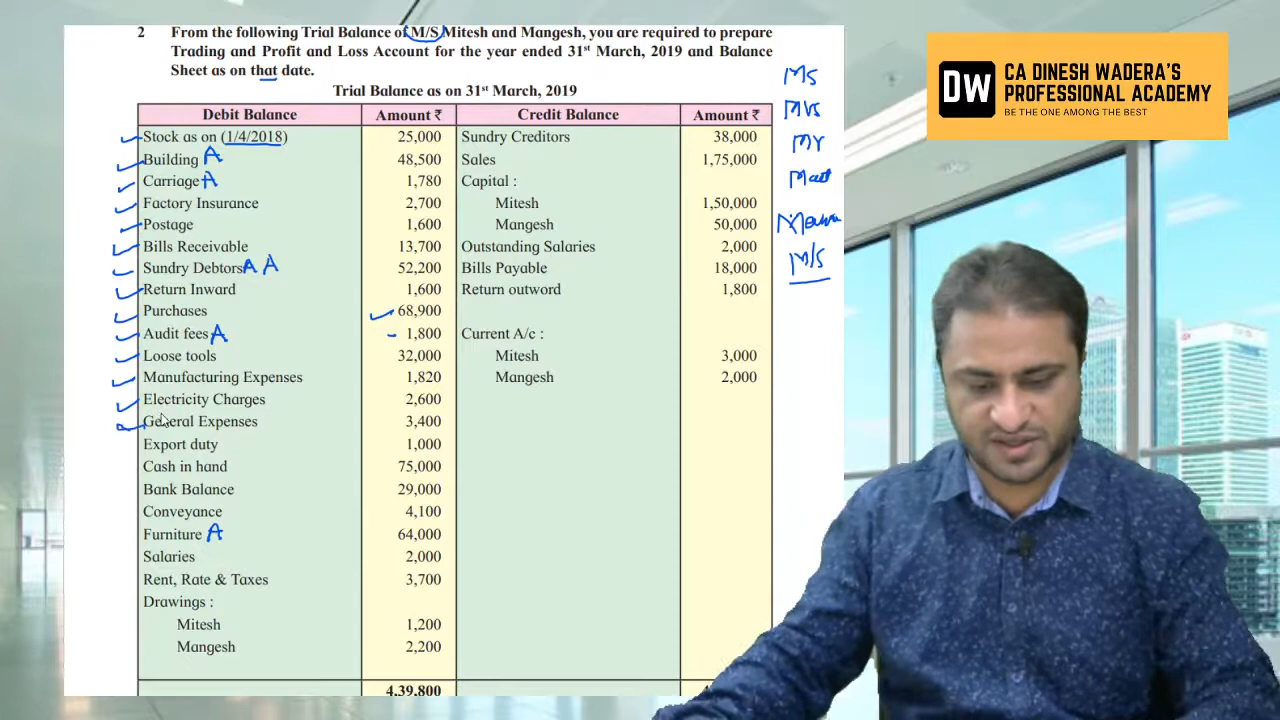 2 From the following Trial Balance of M/S Mitesh and Mangesh, you are required to prepare
Trading and Profit and Loss Account for the year ended 31st March, 2019 and Balance
Sheet as on that date.
Trial Balance as on 31st March, 2019
Debit Balance Amount ₹ Credit Balance Amount ₹
Stock as on (1/4/2018) 25,000 Sundry Creditors 38,000
Building A 48,500 Sales 1,75,000
Carriage A 1,780 Capital :
Factory Insurance 2,700 Mitesh 1,50,000
Postage 1,600 Mangesh 50,000
Bills Receivable 13,700 Outstanding Salaries 2,000
Sundry Debtors A A 52,200 Bills Payable 18,000
Return Inward 1,600 Return outword 1,800
Purchases 68,900
Audit fees A 1,800 Current A/c :
Loose tools 32,000 Mitesh 3,000
Manufacturing Expenses 1,820 Mangesh 2,000
Electricity Charges 2,600
General Expenses 3,400
Export duty 1,000
Cash in hand 75,000
Bank Balance 29,000
Conveyance 4,100
Furniture A 64,000
Salaries 2,000
Rent, Rate & Taxes 3,700
Drawings :
Mitesh 1,200
Mangesh 2,200
4,39,800
Ms
Mrs
Mr
M/S
DW
CA DINESH WADERA'S
PROFESSIONAL ACADEMY
BE THE ONE AMONG THE BEST